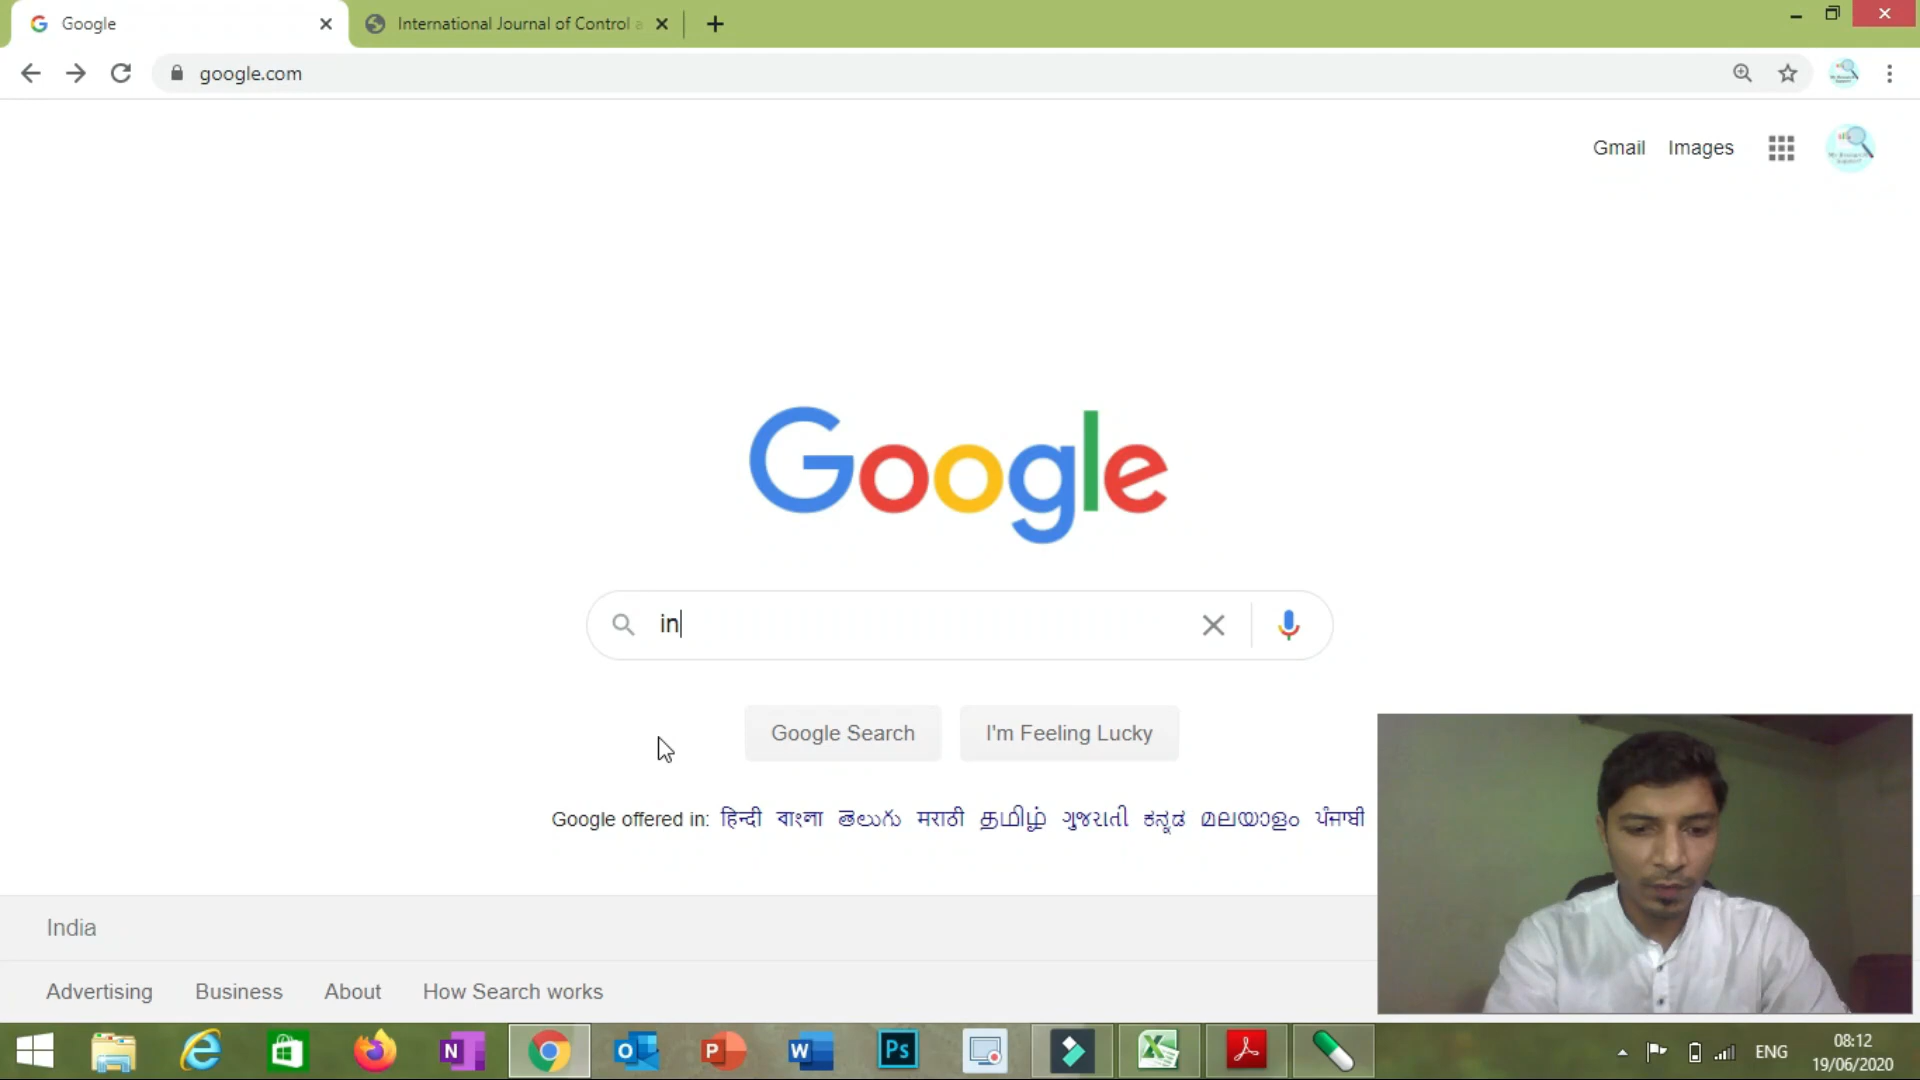 Google
International Journal of Control a
google.com
Gmail Images
Google
in
Google Search I'm Feeling Lucky
Google offered in: हिन्दी বাংলা తెలుగు मराठी தமிழ் ગુજરાતી ಕನ್ನಡ മലയാളം ਪੰਜਾਬੀ
India
Advertising Business About How Search works
N
P
W
Ps
ENG
08:12
19/06/2020